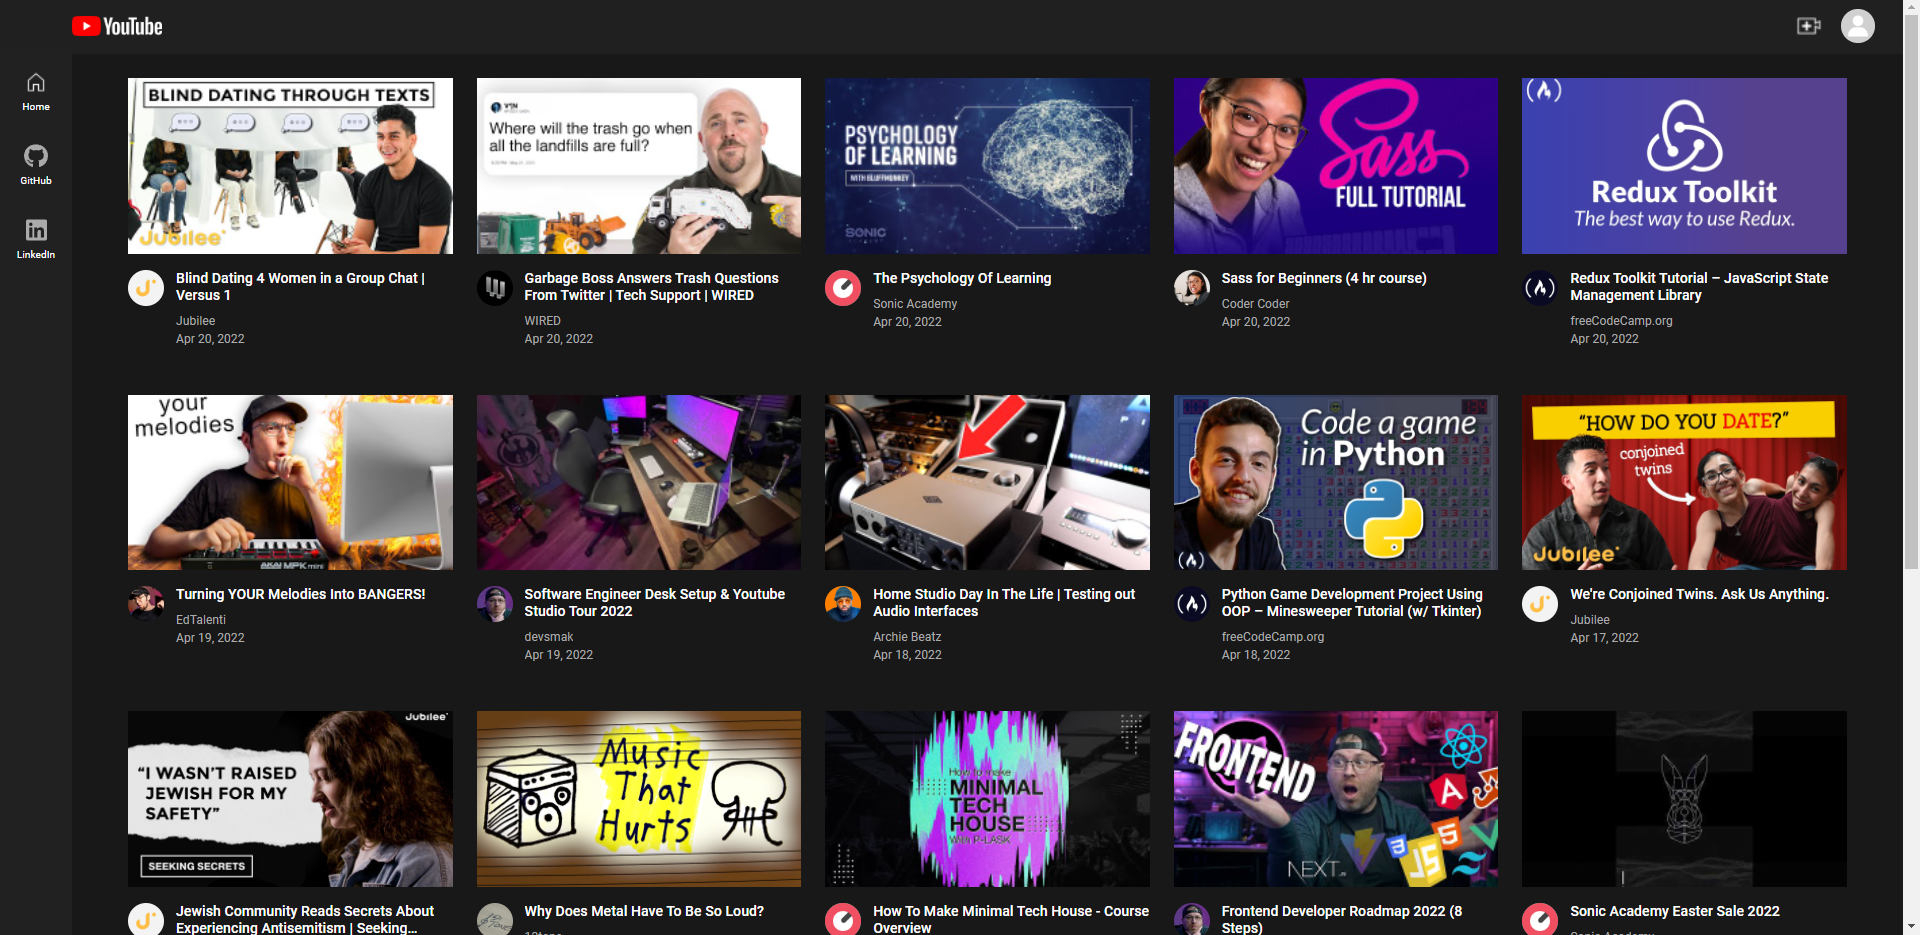 YouTube
Home
GitHub
LinkedIn
BLIND DATING THROUGH TEXTS
Jubilee
Where will the trash go when
all the landfills are full?
PSYCHOLOGY
OF LEARNING
WITH BLUFFMUNKEY
SONIC
Sass
FULL TUTORIAL
Redux Toolkit
The best way to use Redux.
Blind Dating 4 Women in a Group Chat |
Versus 1
Jubilee
Apr 20, 2022
Garbage Boss Answers Trash Questions
From Twitter | Tech Support | WIRED
WIRED
Apr 20, 2022
The Psychology Of Learning
Sonic Academy
Apr 20, 2022
Sass for Beginners (4 hr course)
Coder Coder
Apr 20, 2022
Redux Toolkit Tutorial – JavaScript State
Management Library
freeCodeCamp.org
Apr 20, 2022
your
melodies
AKAI MPK mini
Code a game
in Python
"HOW DO YOU DATE?"
conjoined
twins
Jubilee
Turning YOUR Melodies Into BANGERS!
EdTalenti
Apr 19, 2022
Software Engineer Desk Setup & Youtube
Studio Tour 2022
devsmak
Apr 19, 2022
Home Studio Day In The Life | Testing out
Audio Interfaces
Archie Beatz
Apr 18, 2022
Python Game Development Project Using
OOP – Minesweeper Tutorial (w/ Tkinter)
freeCodeCamp.org
Apr 18, 2022
We're Conjoined Twins. Ask Us Anything.
Jubilee
Apr 17, 2022
Jubilee
“I WASN’T RAISED
JEWISH FOR MY
SAFETY”
SEEKING SECRETS
Music
That
Hurts
How to make
MINIMAL
TECH
HOUSE
With P-LASK
FRONTEND
NEXT.JS
3
JS
5
Jewish Community Reads Secrets About
Experiencing Antisemitism | Seeking...
Why Does Metal Have To Be So Loud?
How To Make Minimal Tech House - Course
Overview
Frontend Developer Roadmap 2022 (8
Steps)
Sonic Academy Easter Sale 2022